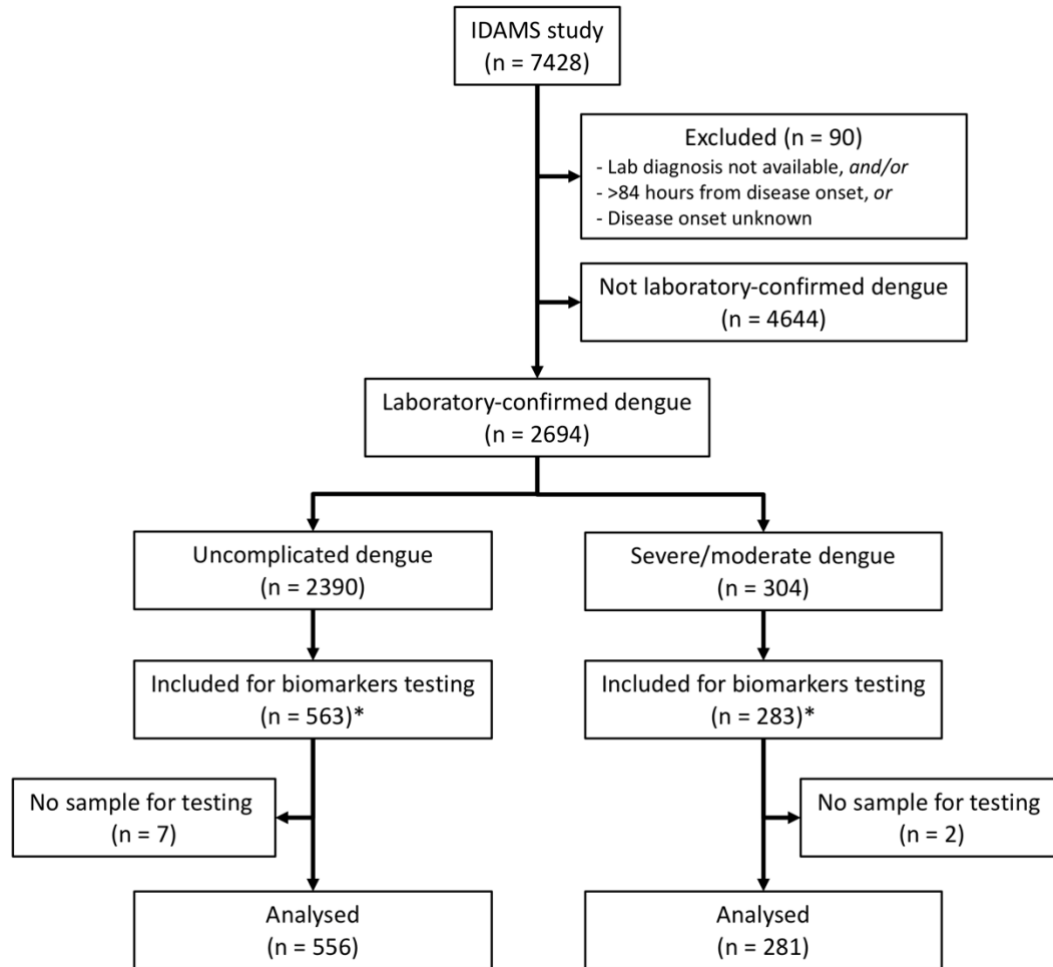 IDAMS study
(n = 7428)
Excluded (n = 90)
- Lab diagnosis not available, and/or
- >84 hours from disease onset, or
- Disease onset unknown
Not laboratory-confirmed dengue
(n = 4644)
Laboratory-confirmed dengue
(n = 2694)
Uncomplicated dengue
(n = 2390)
Severe/moderate dengue
(n = 304)
Included for biomarkers testing
(n = 563)*
Included for biomarkers testing
(n = 283)*
No sample for testing
(n = 7)
No sample for testing
(n = 2)
Analysed
(n = 556)
Analysed
(n = 281)